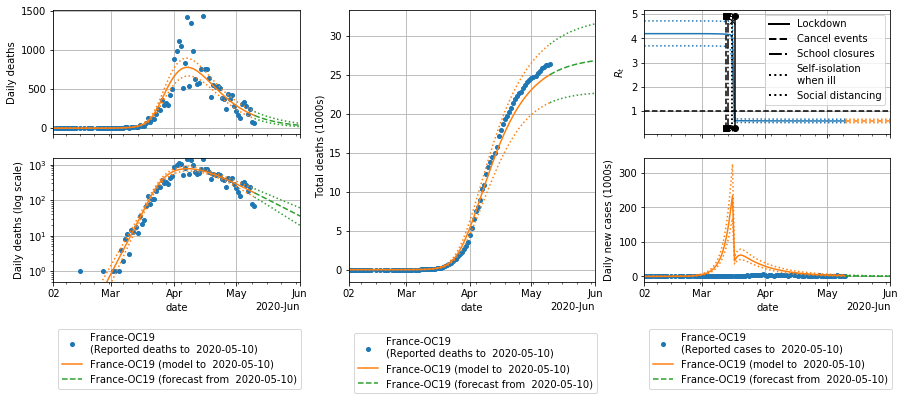 1500
1000
500
0
Daily deaths
10³
10²
10¹
10⁰
Daily deaths (log scale)
02
Mar
Apr
May
Jun
2020-Jun
date
France-OC19
(Reported deaths to  2020-05-10)
France-OC19 (model to  2020-05-10)
France-OC19 (forecast from  2020-05-10)
30
25
20
15
10
5
0
Total deaths (1000s)
02
Mar
Apr
May
Jun
2020-Jun
date
France-OC19
(Reported deaths to  2020-05-10)
France-OC19 (model to  2020-05-10)
France-OC19 (forecast from  2020-05-10)
5
4
3
2
1
Rₜ
Lockdown
Cancel events
School closures
Self-isolation
when ill
Social distancing
300
200
100
0
Daily new cases (1000s)
02
Mar
Apr
May
Jun
2020-Jun
date
France-OC19
(Reported cases to  2020-05-10)
France-OC19 (model to  2020-05-10)
France-OC19 (forecast from  2020-05-10)